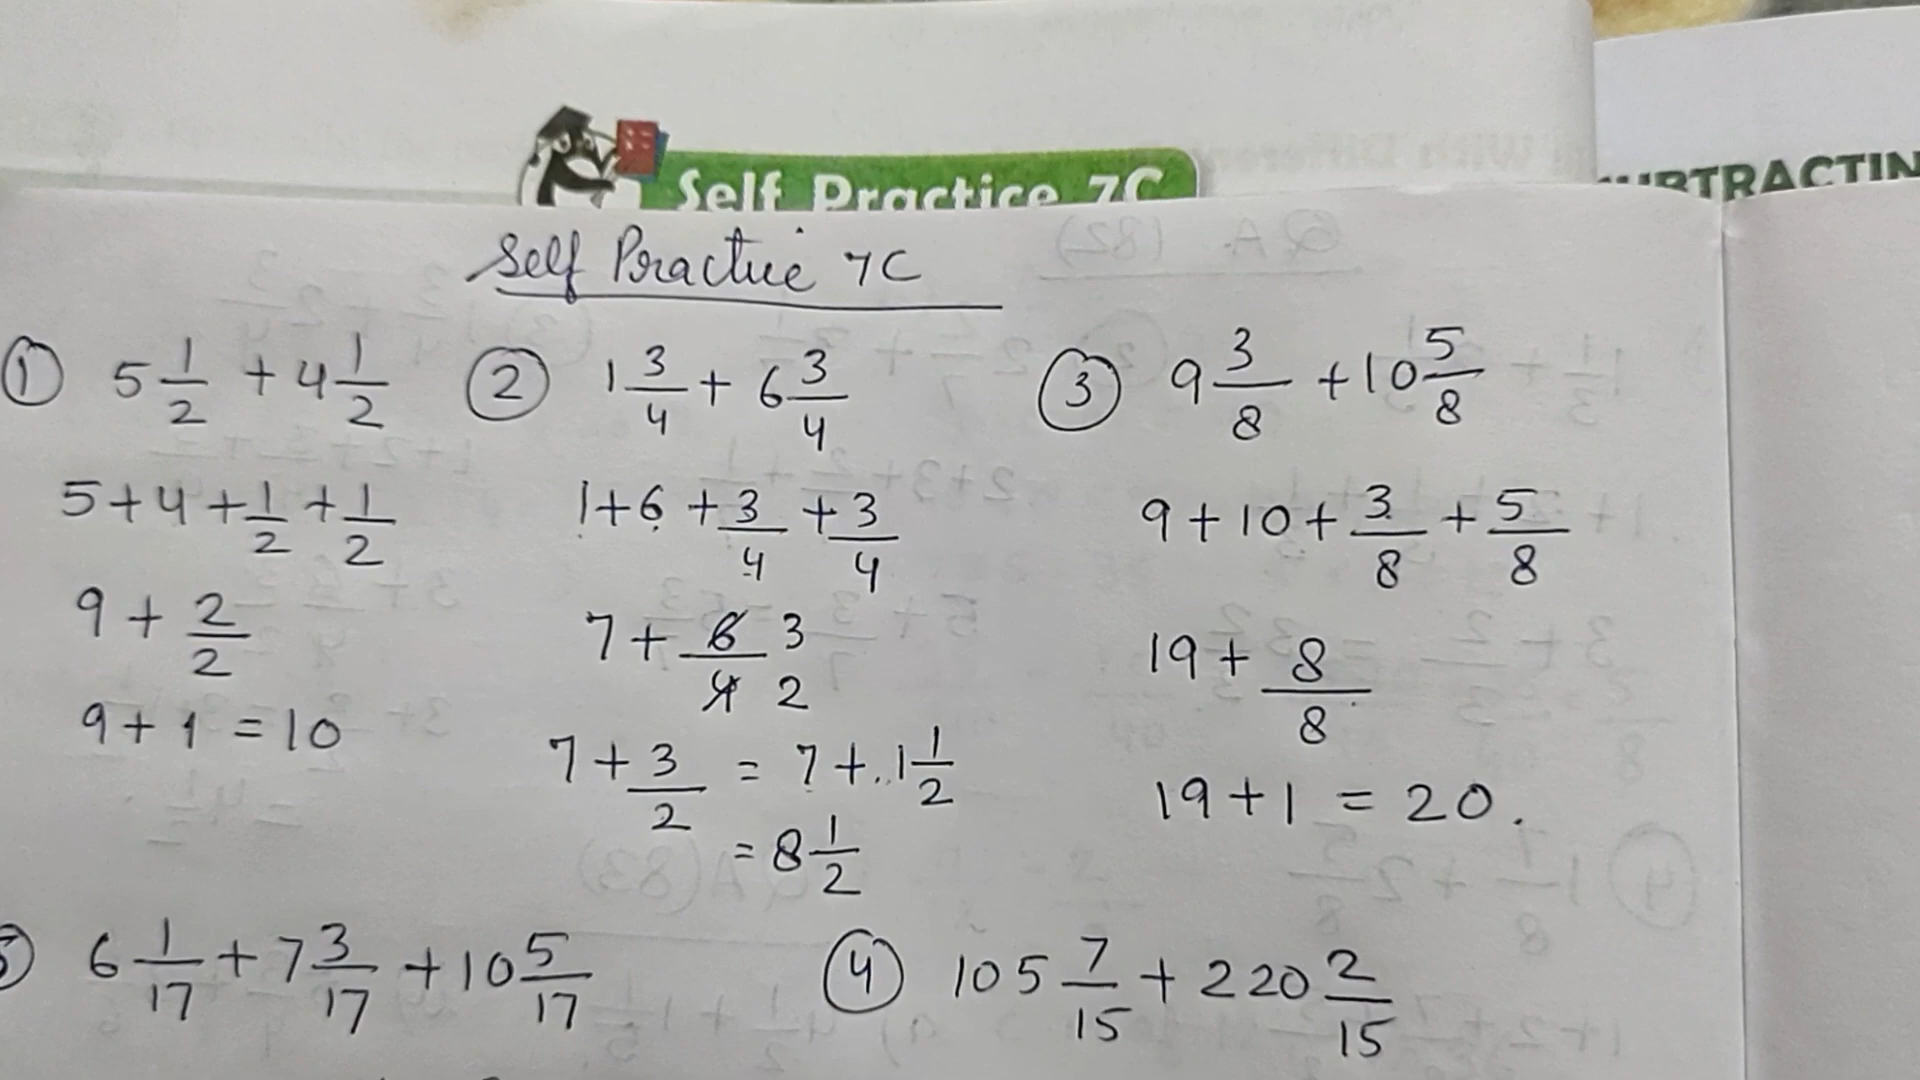 Self Practice 7C
SUBTRACTIN
Self Practice 7C
① 5 1/2 + 4 1/2
5 + 4 + 1/2 + 1/2
9 + 2/2
9 + 1 = 10
② 1 3/4 + 6 3/4
1 + 6 + 3/4 + 3/4
7 + 6/4 3/2
7 + 3/2 = 7 + 1 1/2
= 8 1/2
③ 9 3/8 + 10 5/8
9 + 10 + 3/8 + 5/8
19 + 8/8
19 + 1 = 20.
6 1/17 + 7 3/17 + 10 5/17
④ 105 7/15 + 220 2/15